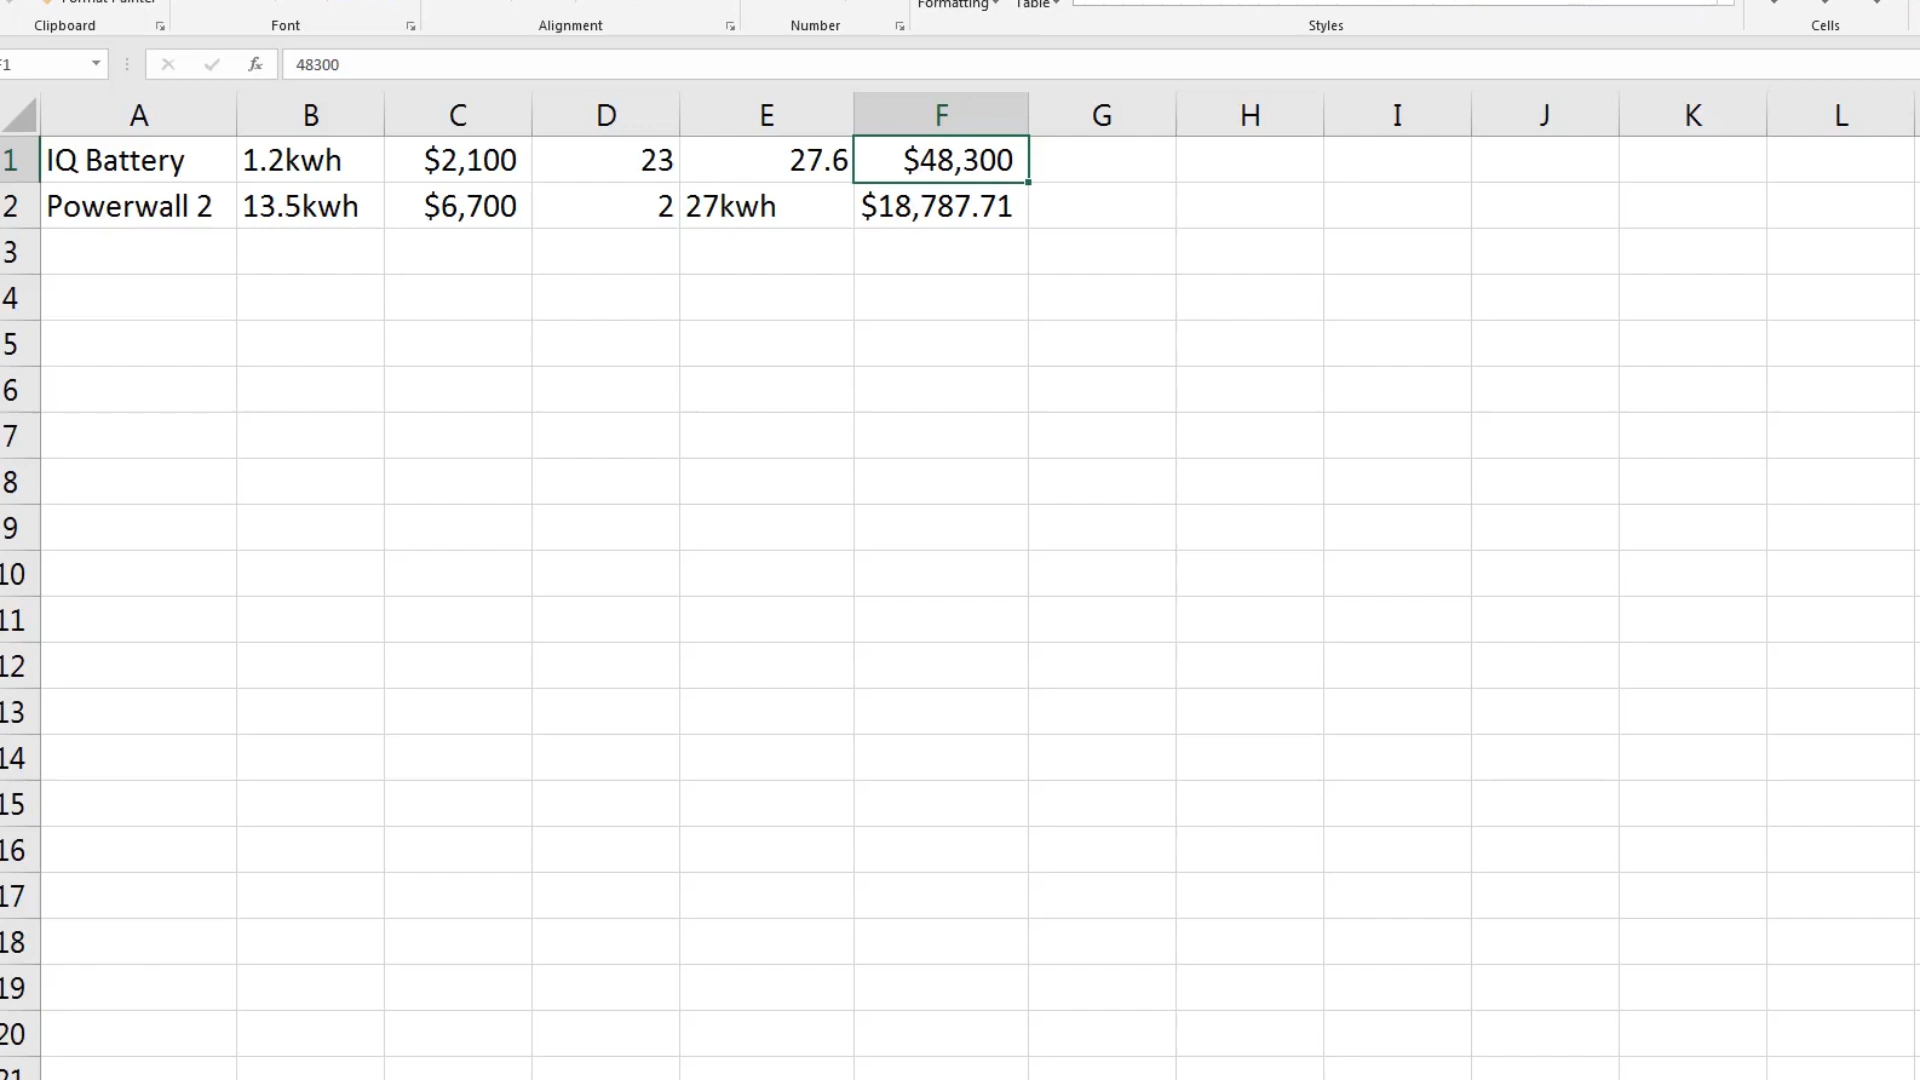 Format Painter
Formatting
Table
Clipboard
Font
Alignment
Number
Styles
Cells
F1
fx
48300
A B C D E F G H I J K L
1 IQ Battery 1.2kwh $2,100 23 27.6 $48,300
2 Powerwall 2 13.5kwh $6,700 2 27kwh $18,787.71
3
4
5
6
7
8
9
10
11
12
13
14
15
16
17
18
19
20
21